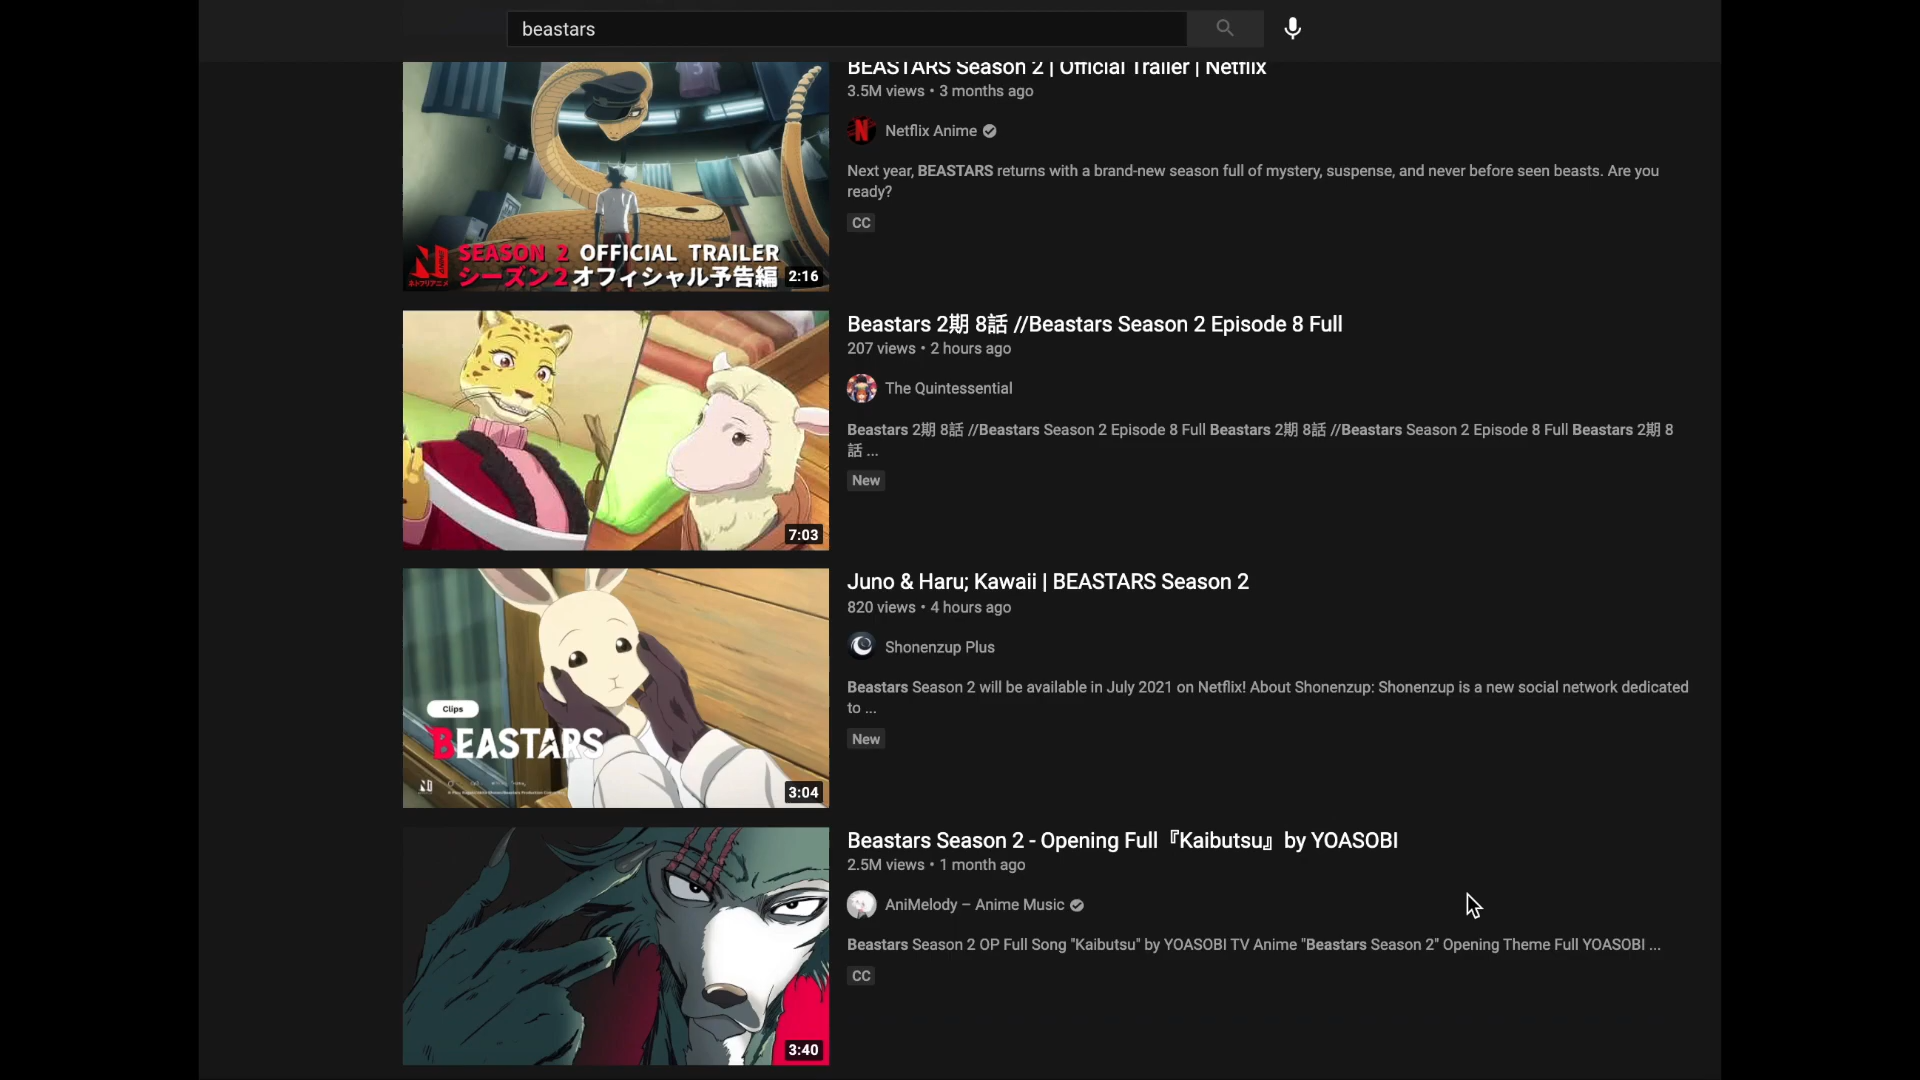 beastars
BEASTARS Season 2 | Official Trailer | Netflix
3.5M views • 3 months ago
Netflix Anime
Next year, BEASTARS returns with a brand-new season full of mystery, suspense, and never before seen beasts. Are you
ready?
CC
SEASON 2 OFFICIAL TRAILER
シーズン2オフィシャル予告編
2:16
Beastars 2期 8話 //Beastars Season 2 Episode 8 Full
207 views • 2 hours ago
The Quintessential
Beastars 2期 8話 //Beastars Season 2 Episode 8 Full Beastars 2期 8話 //Beastars Season 2 Episode 8 Full Beastars 2期 8
話 ...
New
7:03
Juno & Haru; Kawaii | BEASTARS Season 2
820 views • 4 hours ago
Shonenzup Plus
Beastars Season 2 will be available in July 2021 on Netflix! About Shonenzup: Shonenzup is a new social network dedicated
to ...
New
Clips
BEASTARS
3:04
Beastars Season 2 - Opening Full『Kaibutsu』by YOASOBI
2.5M views • 1 month ago
AniMelody – Anime Music
Beastars Season 2 OP Full Song "Kaibutsu" by YOASOBI TV Anime "Beastars Season 2" Opening Theme Full YOASOBI ...
CC
3:40